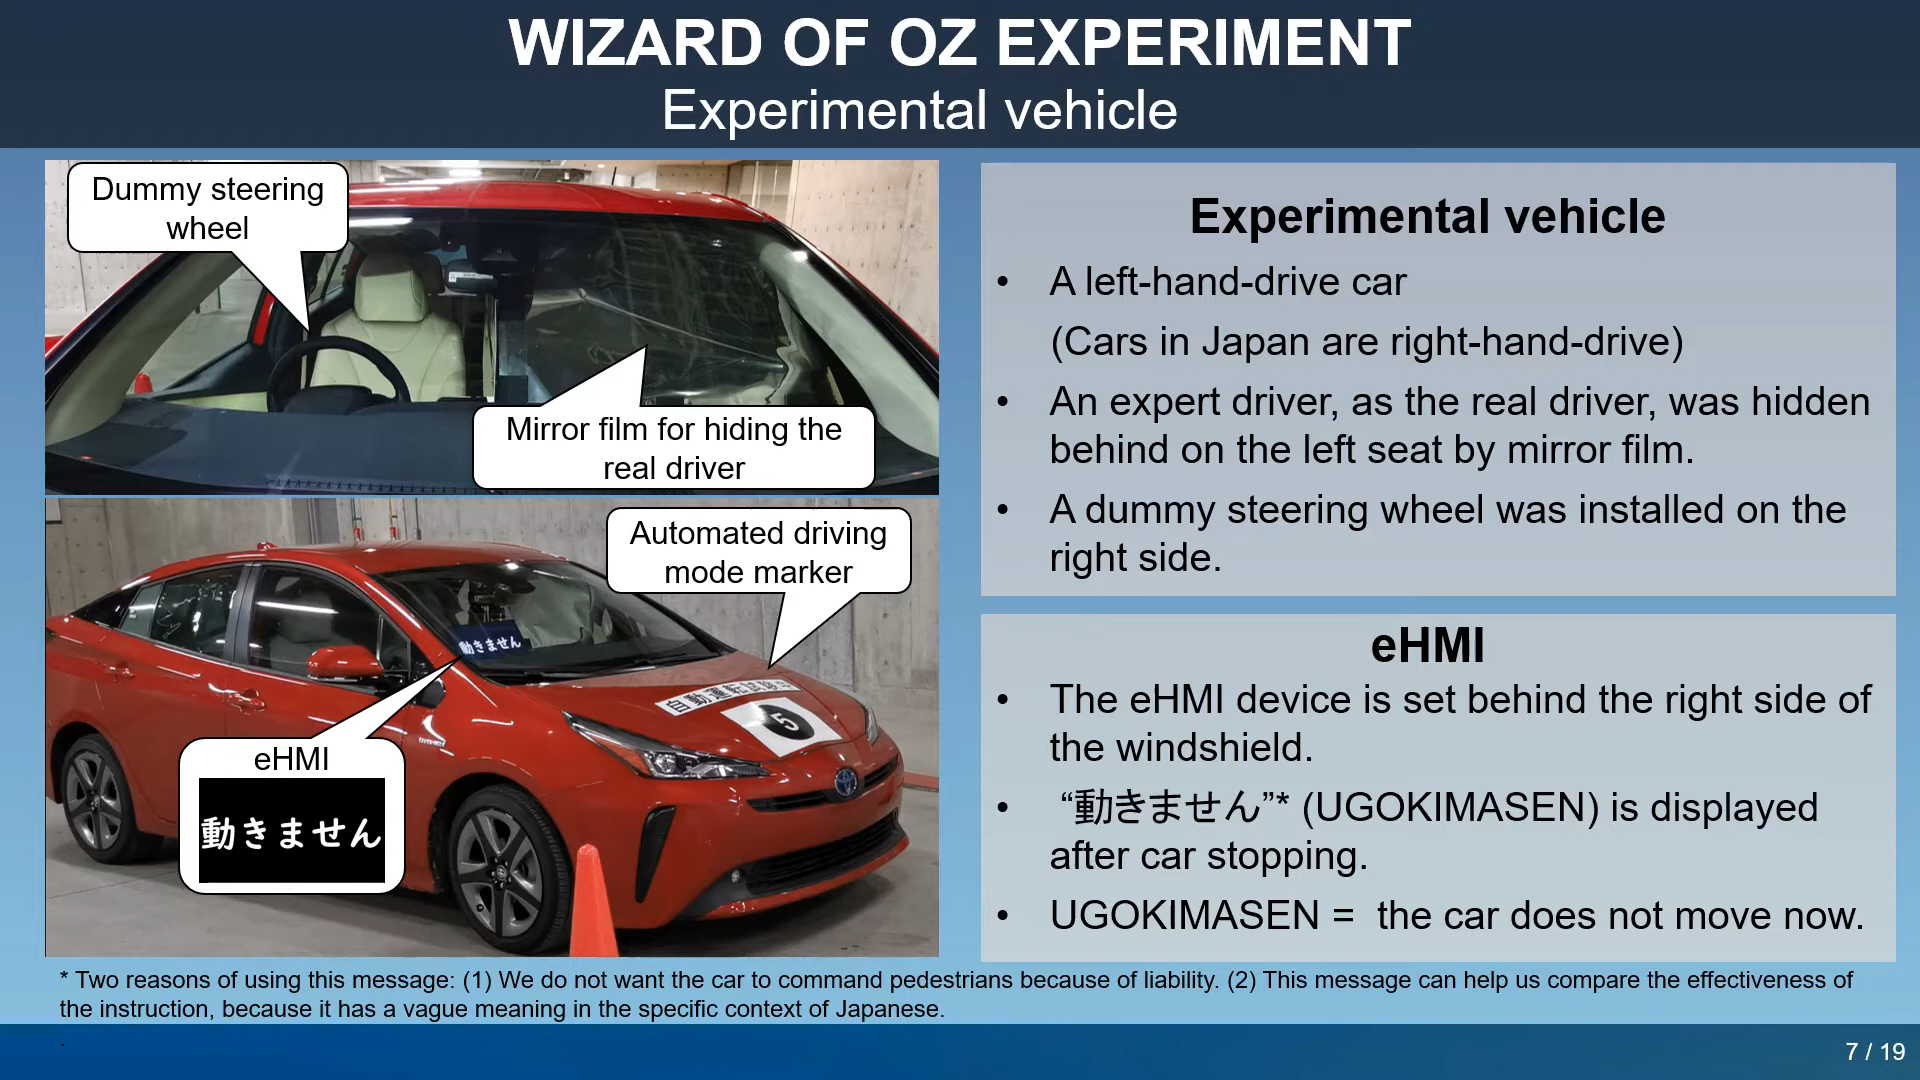 WIZARD OF OZ EXPERIMENT
Experimental vehicle
Dummy steering
wheel
Mirror film for hiding the
real driver
Automated driving
mode marker
動きません
5
eHMI
動きません
Experimental vehicle
• A left-hand-drive car
(Cars in Japan are right-hand-drive)
• An expert driver, as the real driver, was hidden
behind on the left seat by mirror film.
• A dummy steering wheel was installed on the
right side.
eHMI
• The eHMI device is set behind the right side of
the windshield.
• “動きません”* (UGOKIMASEN) is displayed
after car stopping.
• UGOKIMASEN = the car does not move now.
* Two reasons of using this message: (1) We do not want the car to command pedestrians because of liability. (2) This message can help us compare the effectiveness of
the instruction, because it has a vague meaning in the specific context of Japanese.
.
7 / 19